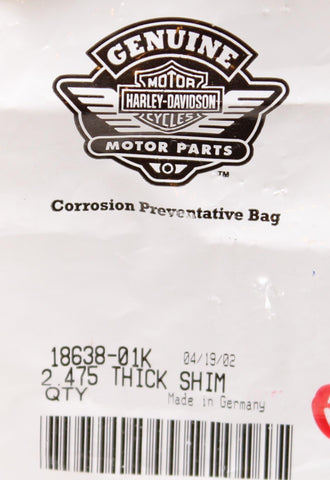 GENUINE
MOTOR
HARLEY-DAVIDSON
CYCLES
MOTOR PARTS
TM
Corrosion Preventative Bag
18638-01K 04/19/02
2.475 THICK SHIM
QTY Made in Germany